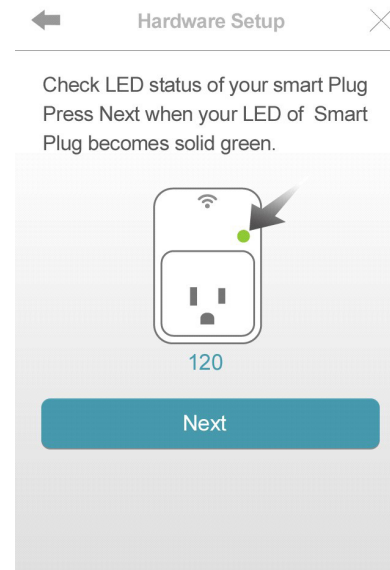 Hardware Setup
Check LED status of your smart Plug
Press Next when your LED of Smart
Plug becomes solid green.
120
Next